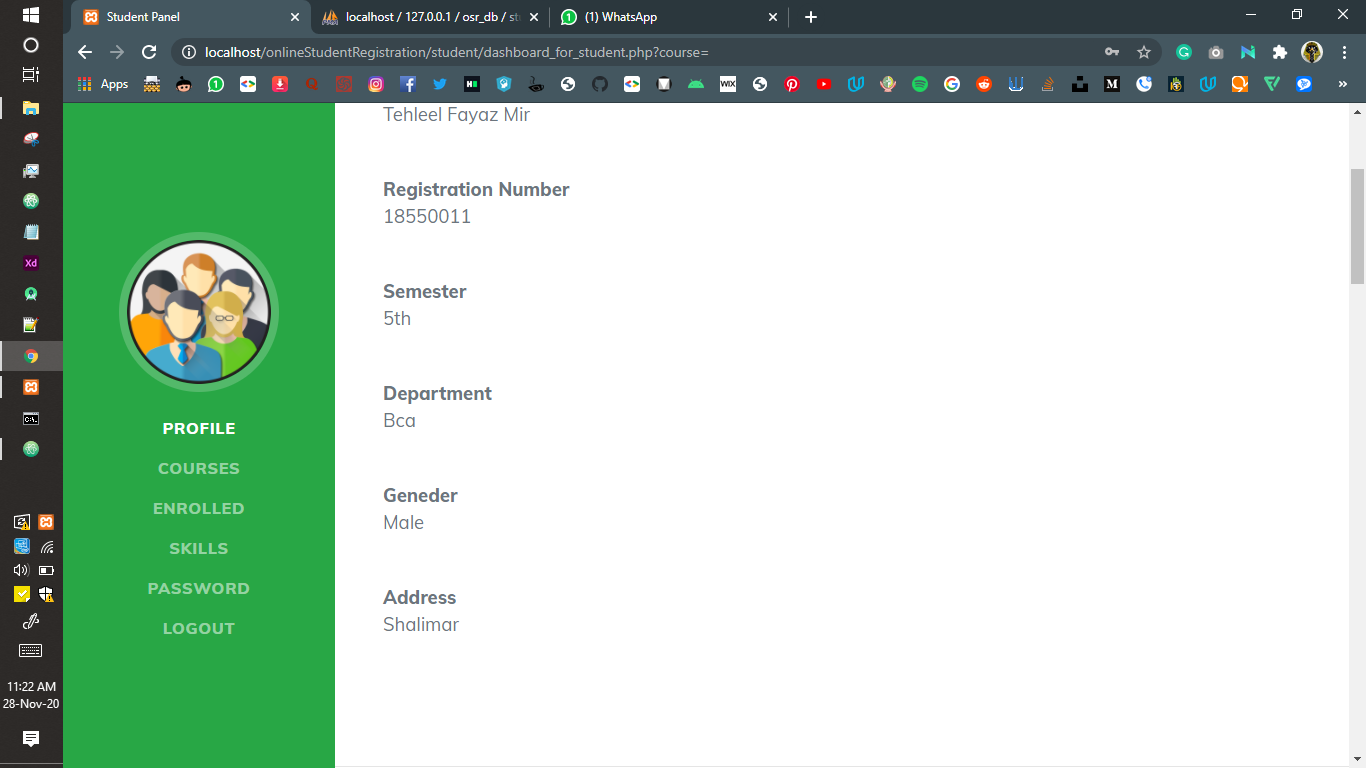 Student Panel
localhost / 127.0.0.1 / osr_db / st
(1) WhatsApp
localhost/onlineStudentRegistration/student/dashboard_for_student.php?course=
Apps
WIX
Tehleel Fayaz Mir
Registration Number
18550011
Semester
5th
Department
Bca
Geneder
Male
Address
Shalimar
PROFILE
COURSES
ENROLLED
SKILLS
PASSWORD
LOGOUT
Xd
11:22 AM
28-Nov-20